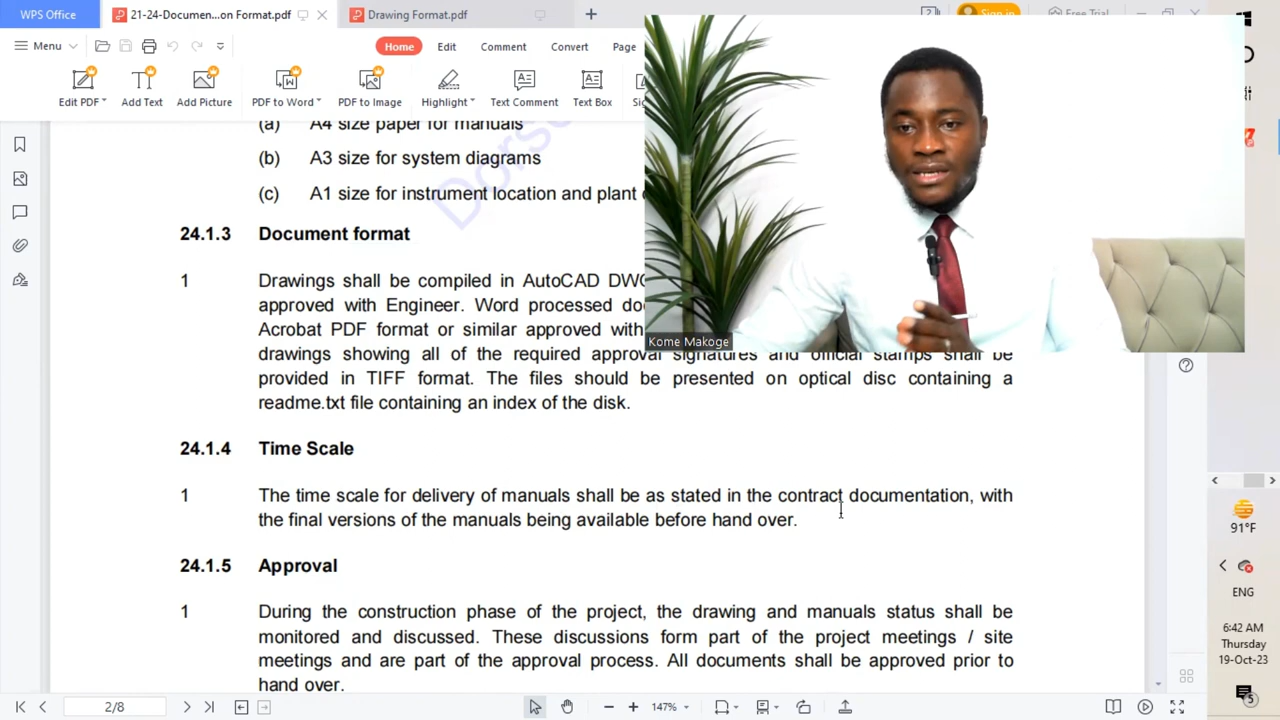 WPS Office
21-24-Documen...on Format.pdf
Drawing Format.pdf
Sign in
Free Trial
Menu
Home
Edit
Comment
Convert
Page
Edit PDF
Add Text
Add Picture
PDF to Word
PDF to Image
Highlight
Text Comment
Text Box
(a) A4 size paper for manuals
(b) A3 size for system diagrams
(c) A1 size for instrument location and plant
24.1.3 Document format
1 Drawings shall be compiled in AutoCAD
approved with Engineer. Word processed
Acrobat PDF format or similar approved with
drawings showing all of the required approval signatures and official stamps shall be
provided in TIFF format. The files should be presented on optical disc containing a
readme.txt file containing an index of the disk.
24.1.4 Time Scale
1 The time scale for delivery of manuals shall be as stated in the contract documentation, with
the final versions of the manuals being available before hand over.
24.1.5 Approval
1 During the construction phase of the project, the drawing and manuals status shall be
monitored and discussed. These discussions form part of the project meetings / site
meetings and are part of the approval process. All documents shall be approved prior to
hand over.
Kome Makoge
91°F
ENG
6:42 AM
Thursday
19-Oct-23
5
2/8
147%